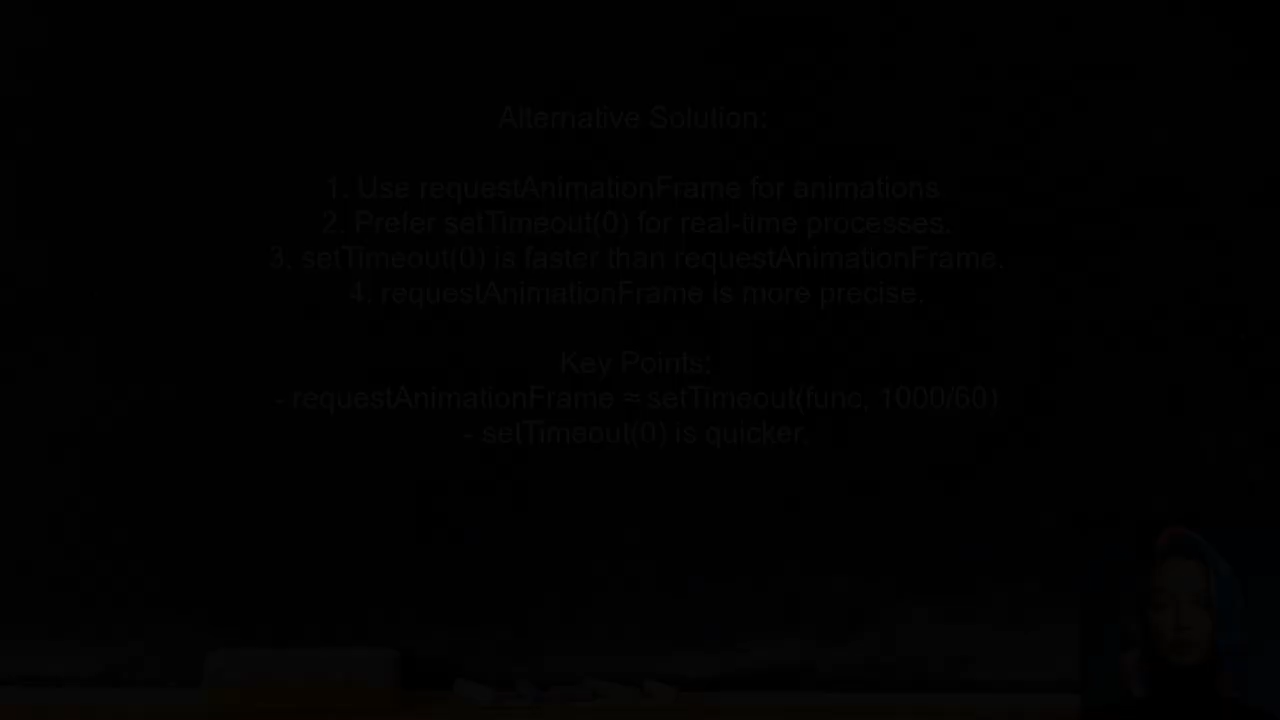 Alternative Solution:
1. Use requestAnimationFrame for animations.
2. Prefer setTimeout(0) for real-time processes.
3. setTimeout(0) is faster than requestAnimationFrame.
4. requestAnimationFrame is more precise.
Key Points:
- requestAnimationFrame ≈ setTimeout(func, 1000/60)
- setTimeout(0) is quicker.